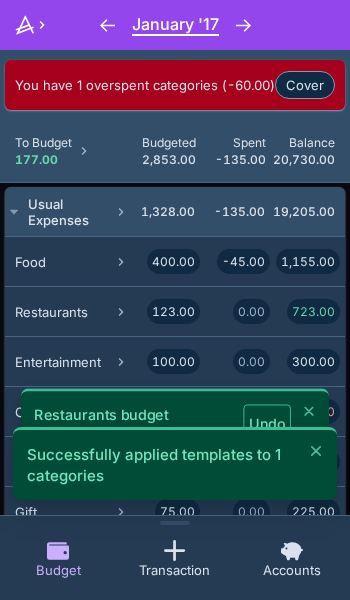 January '17
You have 1 overspent categories (-60.00)
Cover
To Budget
177.00
Budgeted
2,853.00
Spent
-135.00
Balance
20,730.00
Usual
Expenses
1,328.00
-135.00
19,205.00
Food
400.00
-45.00
1,155.00
Restaurants
123.00
0.00
723.00
Entertainment
100.00
0.00
300.00
Restaurants budget
Undo
Successfully applied templates to 1
categories
Gift
75.00
0.00
225.00
Budget
Transaction
Accounts